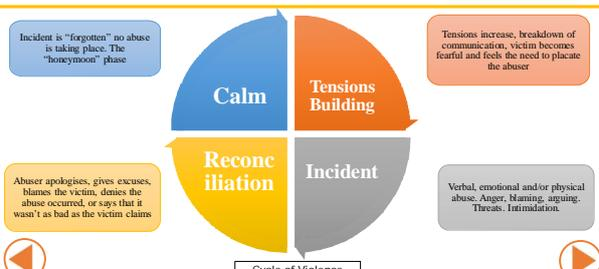 Incident is “forgotten” no abuse
is taking place. The
“honeymoon” phase
Tensions increase, breakdown of
communication, victim becomes
fearful and feels the need to placate
the abuser
Calm
Tensions
Building
Reconc
iliation
Incident
Abuser apologises, gives excuses,
blames the victim, denies the
abuse occurred, or says that it
wasn’t as bad as the victim claims
Verbal, emotional and/or physical
abuse. Anger, blaming, arguing.
Threats. Intimidation.
Cycle of Violence